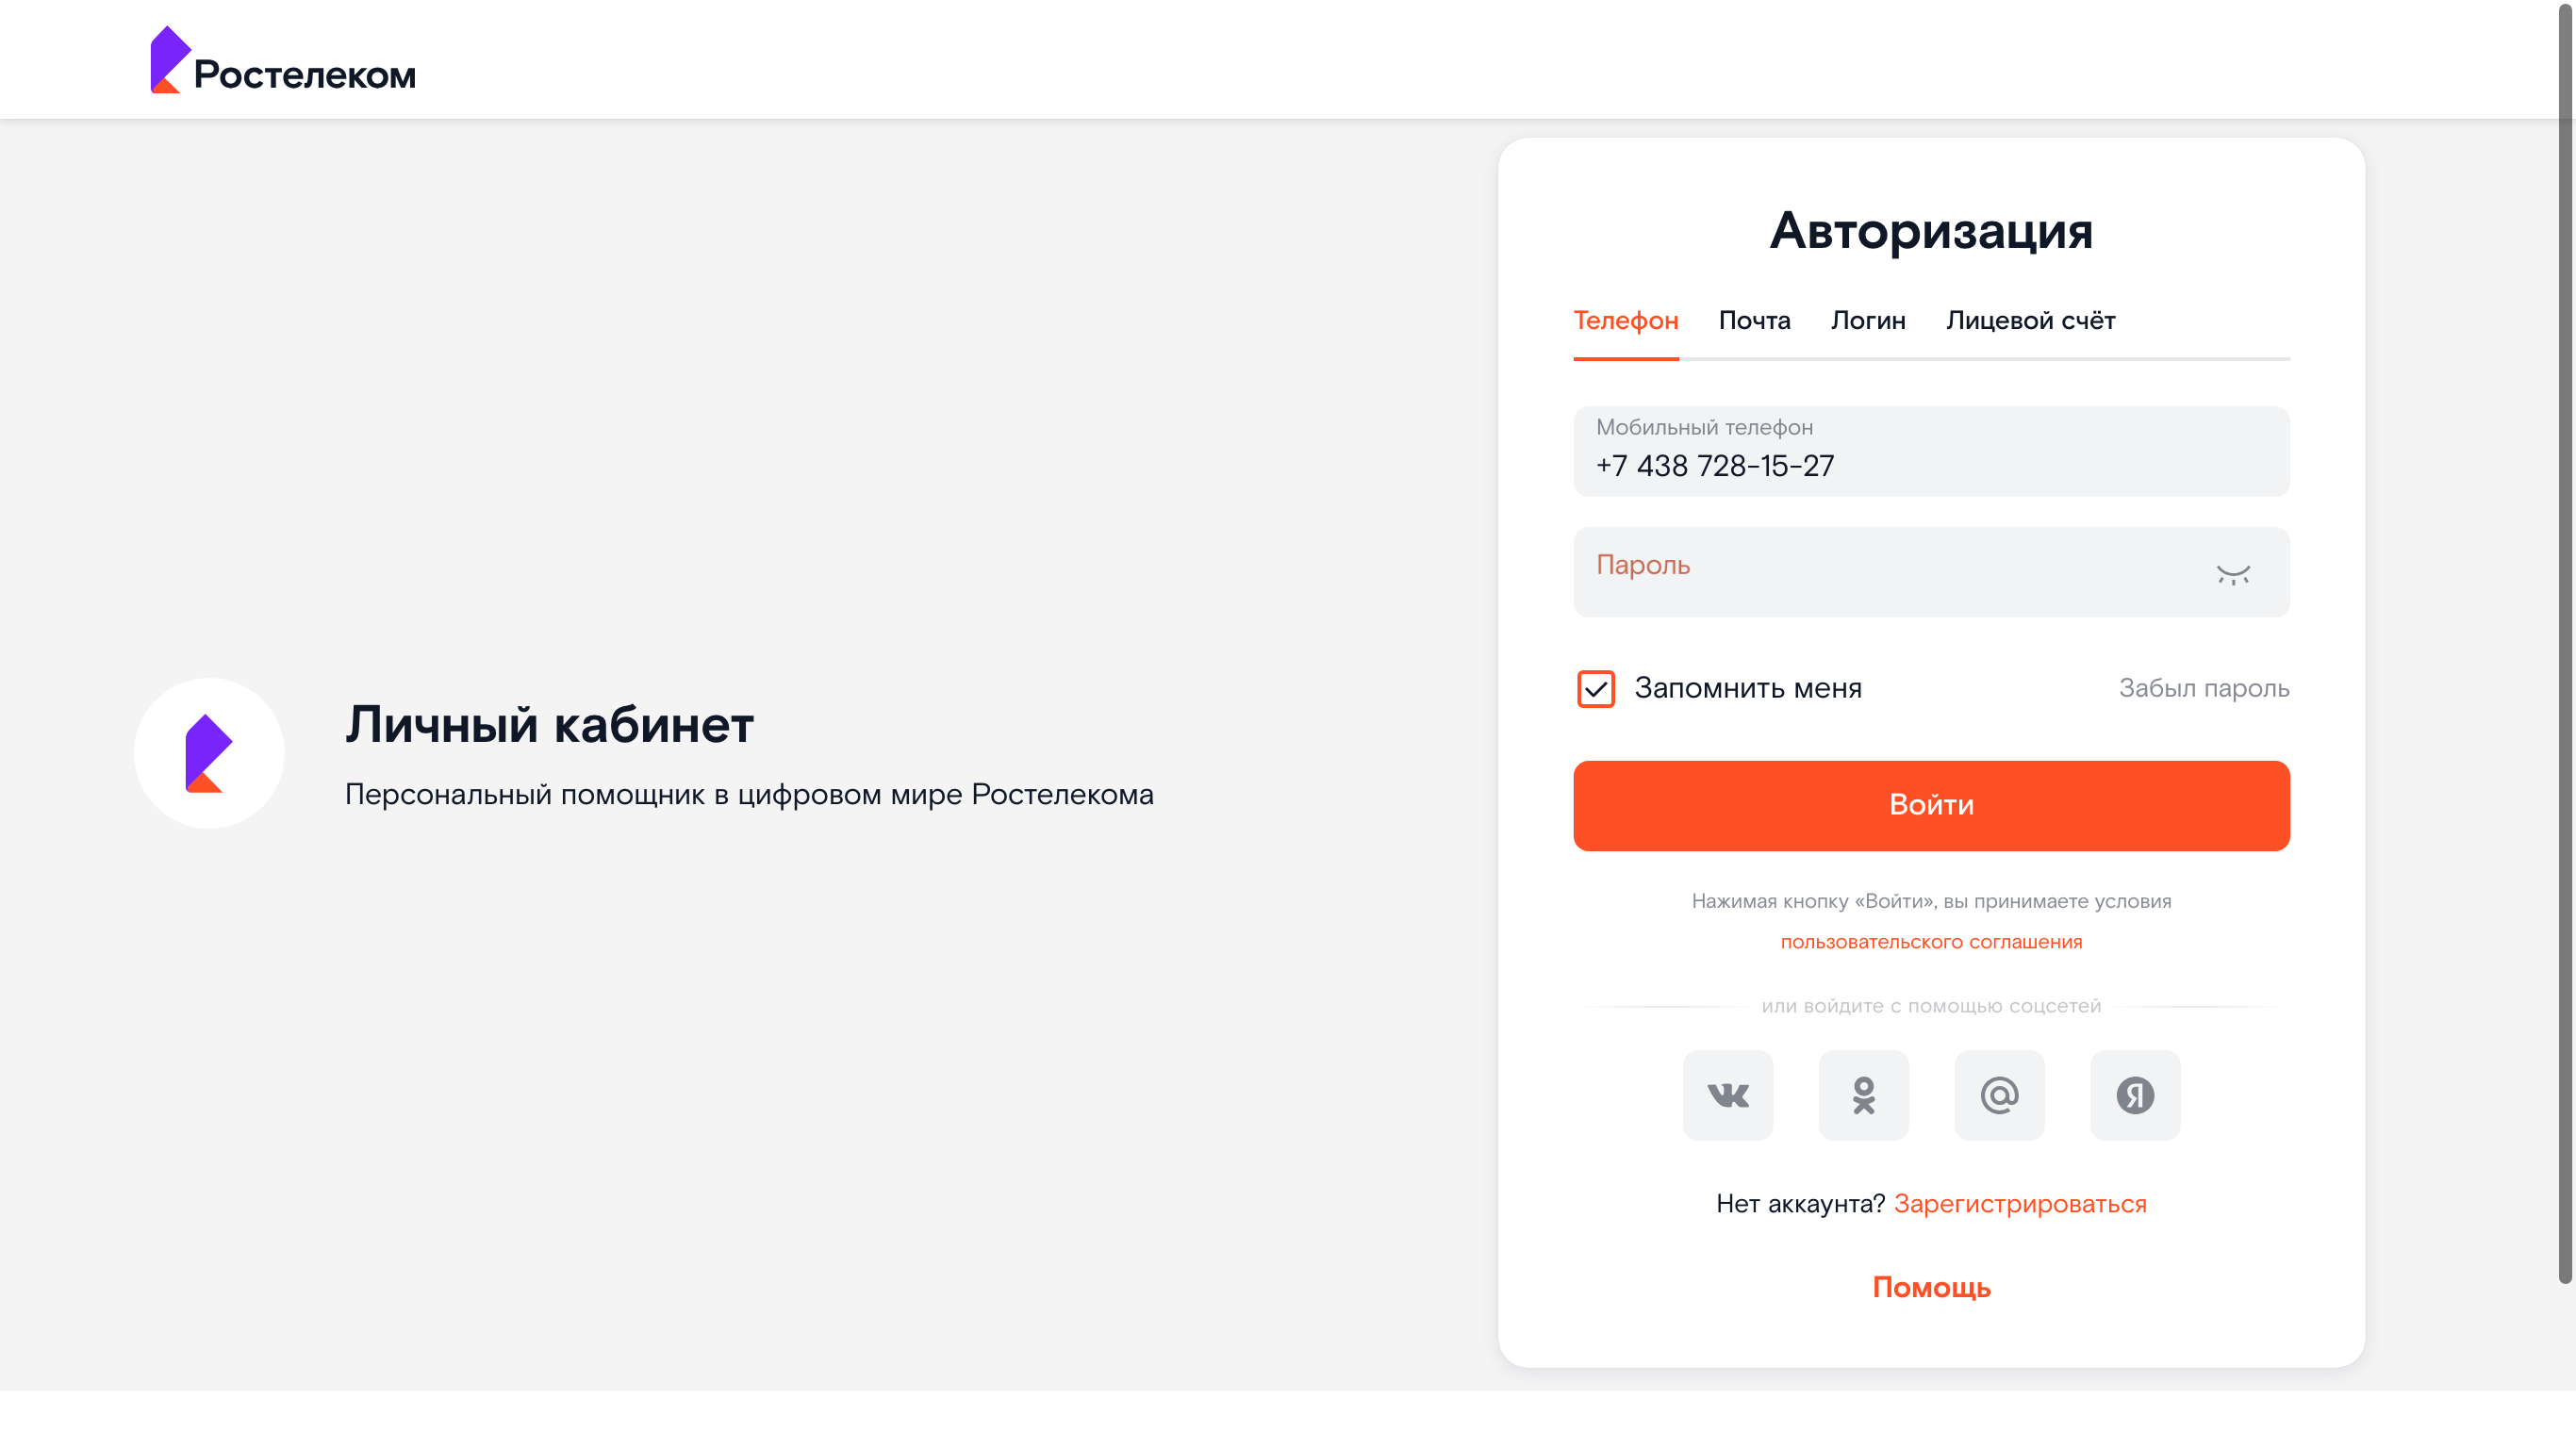 Ростелеком
Авторизация
Телефон Почта Логин Лицевой счёт
Мобильный телефон
+7 438 728-15-27
Пароль
Запомнить меня Забыл пароль
Личный кабинет
Персональный помощник в цифровом мире Ростелекома
Войти
Нажимая кнопку «Войти», вы принимаете условия
пользовательского соглашения
или войдите с помощью соцсетей
Нет аккаунта? Зарегистрироваться
Помощь